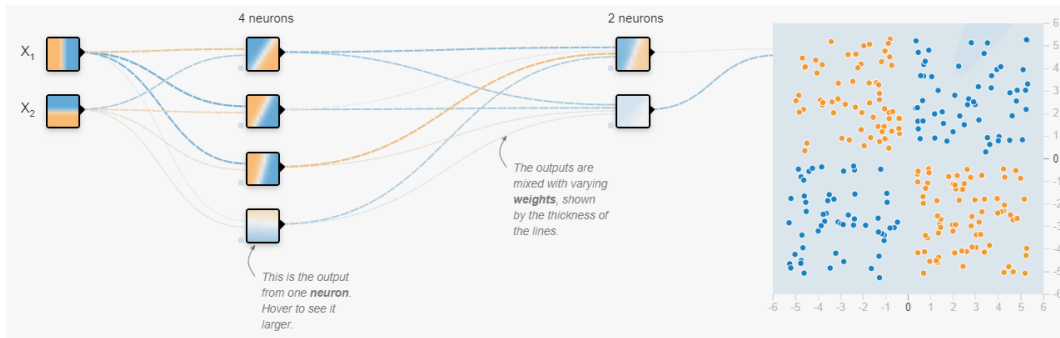 4 neurons
2 neurons
X1
X2
The outputs are
mixed with varying
weights, shown
by the thickness of
the lines.
This is the output
from one neuron.
Hover to see it
larger.
6
5
4
3
2
1
0
-1
-2
-3
-4
-5
-6
-6 -5 -4 -3 -2 -1 0 1 2 3 4 5 6